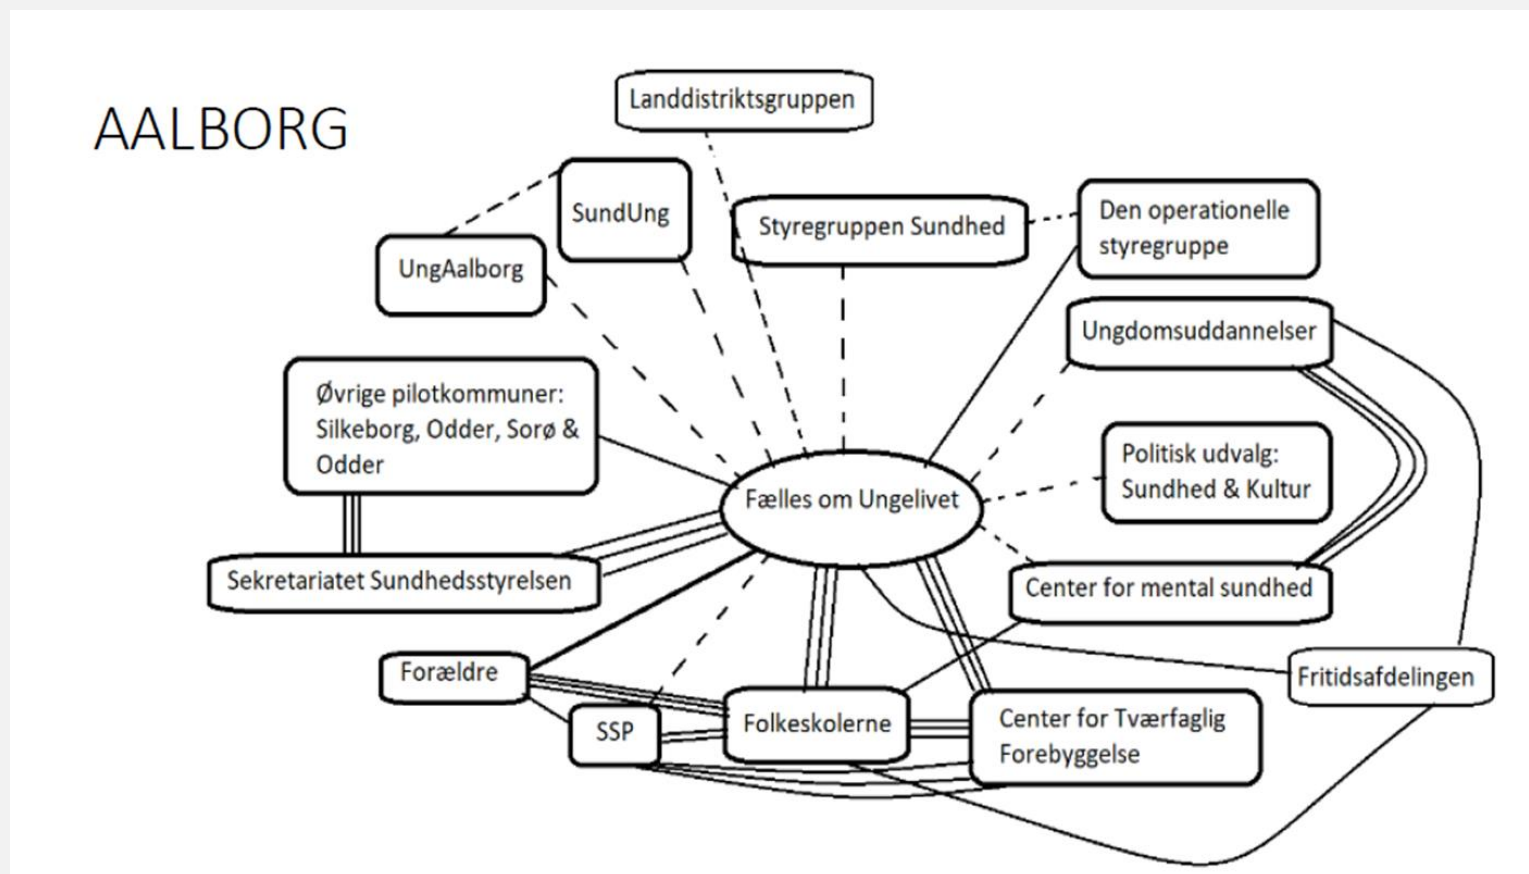 AALBORG
Landdistriktsgruppen
SundUng
Styregruppen Sundhed
Den operationelle
styregruppe
UngAalborg
Ungdomsuddannelser
Øvrige pilotkommuner:
Silkeborg, Odder, Sorø &
Odder
Politisk udvalg:
Sundhed & Kultur
Fælles om Ungelivet
Sekretariatet Sundhedsstyrelsen
Center for mental sundhed
Forældre
Fritidsafdelingen
SSP
Folkeskolerne
Center for Tværfaglig
Forebyggelse